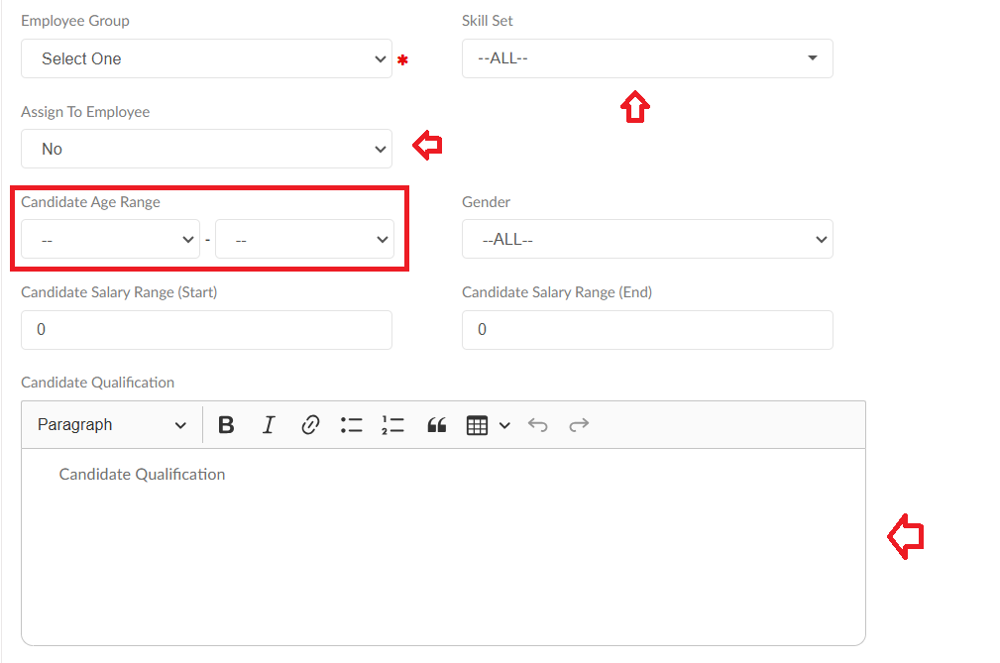 Employee Group
Skill Set
Select One
*
--ALL--
Assign To Employee
No
Candidate Age Range
Gender
--
-
--
--ALL--
Candidate Salary Range (Start)
Candidate Salary Range (End)
0
0
Candidate Qualification
Paragraph
Candidate Qualification